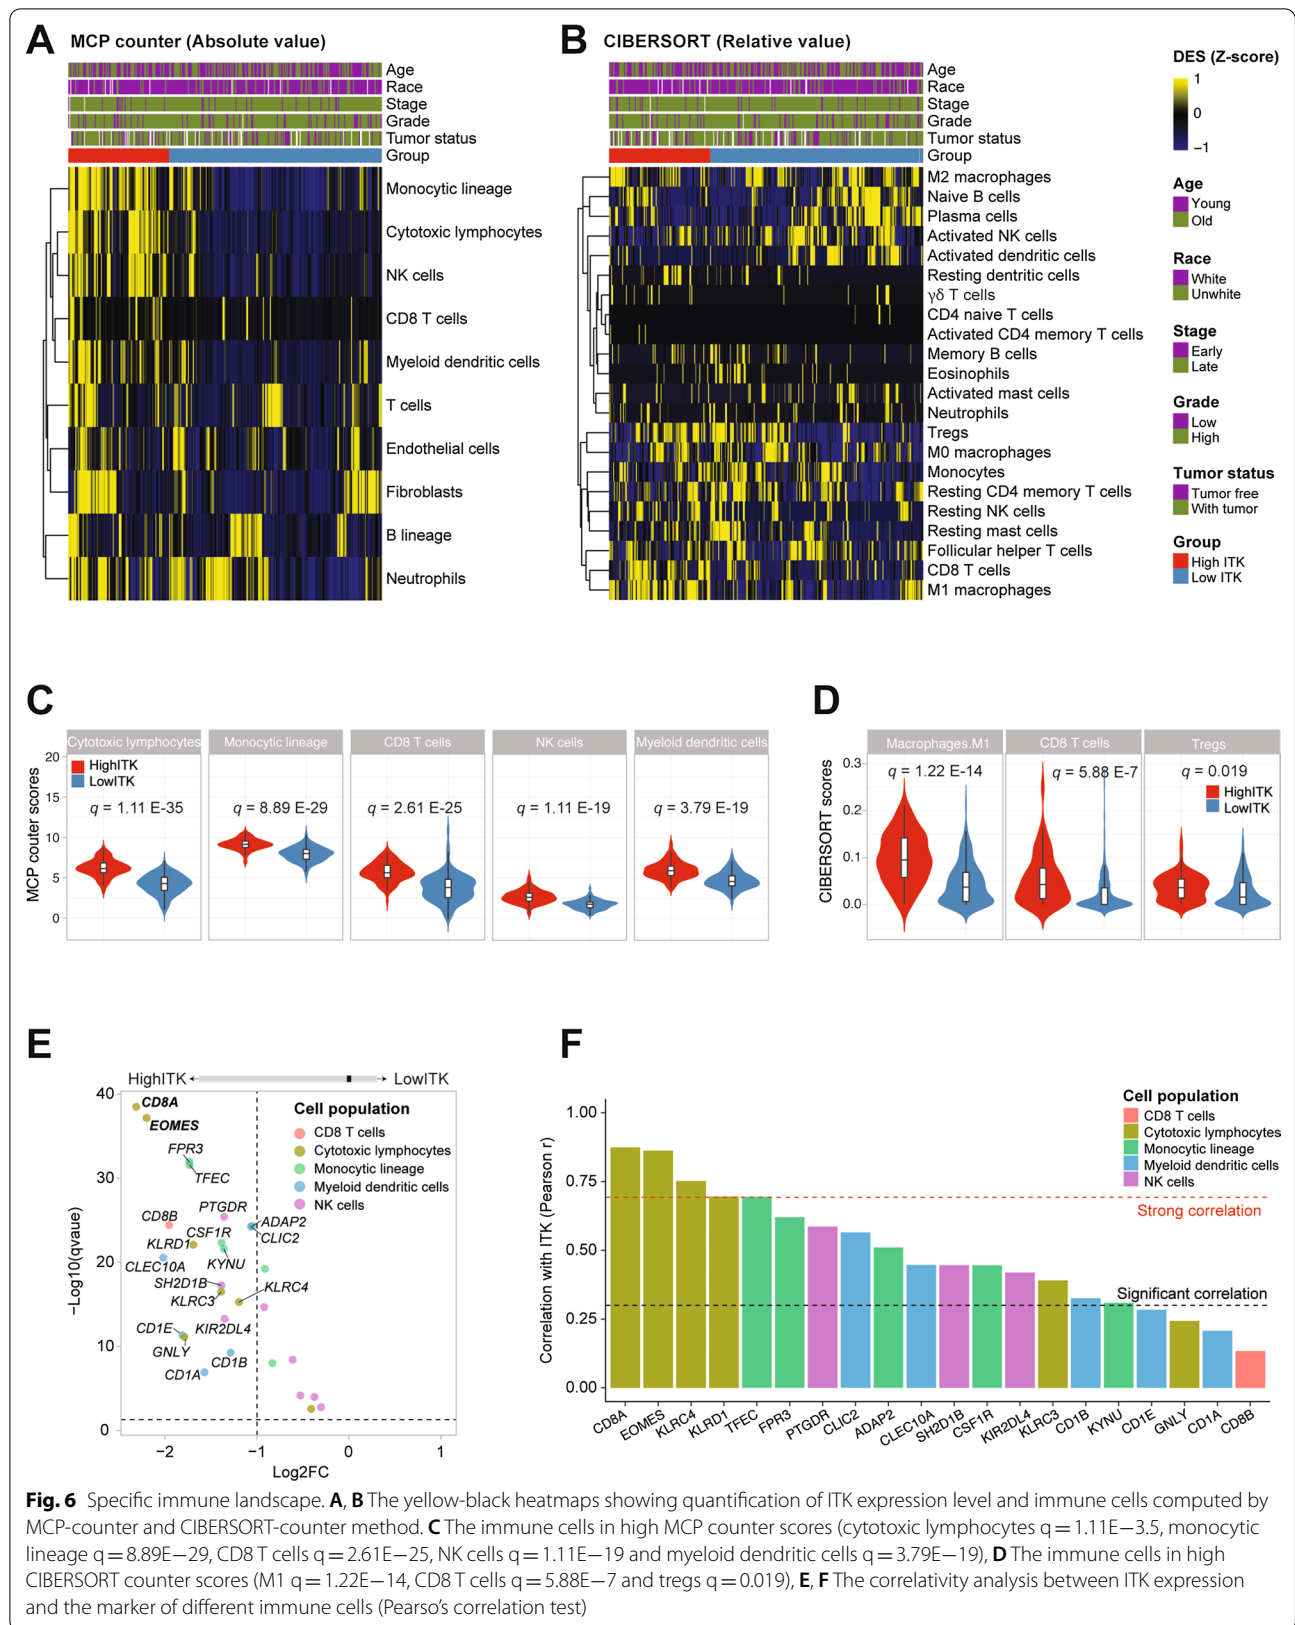 A MCP counter (Absolute value)
Age
Race
Stage
Grade
Tumor status
Group
Monocytic lineage
Cytotoxic lymphocytes
NK cells
CD8 T cells
Myeloid dendritic cells
T cells
Endothelial cells
Fibroblasts
B lineage
Neutrophils
B CIBERSORT (Relative value)
Age
Race
Stage
Grade
Tumor status
Group
M2 macrophages
Naive B cells
Plasma cells
Activated NK cells
Activated dendritic cells
Resting dentritic cells
γδ T cells
CD4 naive T cells
Activated CD4 memory T cells
Memory B cells
Eosinophils
Activated mast cells
Neutrophils
Tregs
M0 macrophages
Monocytes
Resting CD4 memory T cells
Resting NK cells
Resting mast cells
Follicular helper T cells
CD8 T cells
M1 macrophages
DES (Z-score)
1
0
−1
Age
Young
Old
Race
White
Unwhite
Stage
Early
Late
Grade
Low
High
Tumor status
Tumor free
With tumor
Group
High ITK
Low ITK
C
Cytotoxic lymphocytes Monocytic lineage CD8 T cells NK cells Myeloid dendritic cells
MCP couter scores
20
15
10
5
0
HighITK
LowITK
q = 1.11 E-35 q = 8.89 E-29 q = 2.61 E-25 q = 1.11 E-19 q = 3.79 E-19
D
Macrophages.M1 CD8 T cells Tregs
CIBERSORT scores
0.3
0.2
0.1
0.0
q = 1.22 E-14 q = 5.88 E-7 q = 0.019
HighITK
LowITK
E
HighITK LowITK
−Log10(qvaue)
40
30
20
10
0
CD8A
EOMES
FPR3
TFEC
PTGDR
CD8B
ADAP2
CSF1R
CLIC2
KLRD1
KYNU
CLEC10A
SH2D1B
KLRC4
KLRC3
CD1E
KIR2DL4
GNLY
CD1B
CD1A
Cell population
CD8 T cells
Cytotoxic lymphocytes
Monocytic lineage
Myeloid dendritic cells
NK cells
−2 −1 0 1
Log2FC
F
Correlation with ITK (Pearson r)
1.00
0.75
0.50
0.25
0.00
Cell population
CD8 T cells
Cytotoxic lymphocytes
Monocytic lineage
Myeloid dendritic cells
NK cells
Strong correlation
Significant correlation
CD8A EOMES KLRC4 KLRD1 TFEC FPR3 PTGDR CLIC2 ADAP2 CLEC10A SH2D1B CSF1R KIR2DL4 KLRC3 CD1B KYNU CD1E GNLY CD1A CD8B
Fig. 6 Specific immune landscape. A, B The yellow-black heatmaps showing quantification of ITK expression level and immune cells computed by
MCP-counter and CIBERSORT-counter method. C The immune cells in high MCP counter scores (cytotoxic lymphocytes q = 1.11E−3.5, monocytic
lineage q = 8.89E−29, CD8 T cells q = 2.61E−25, NK cells q = 1.11E−19 and myeloid dendritic cells q = 3.79E−19), D The immune cells in high
CIBERSORT counter scores (M1 q = 1.22E−14, CD8 T cells q = 5.88E−7 and tregs q = 0.019), E, F The correlativity analysis between ITK expression
and the marker of different immune cells (Pearso's correlation test)